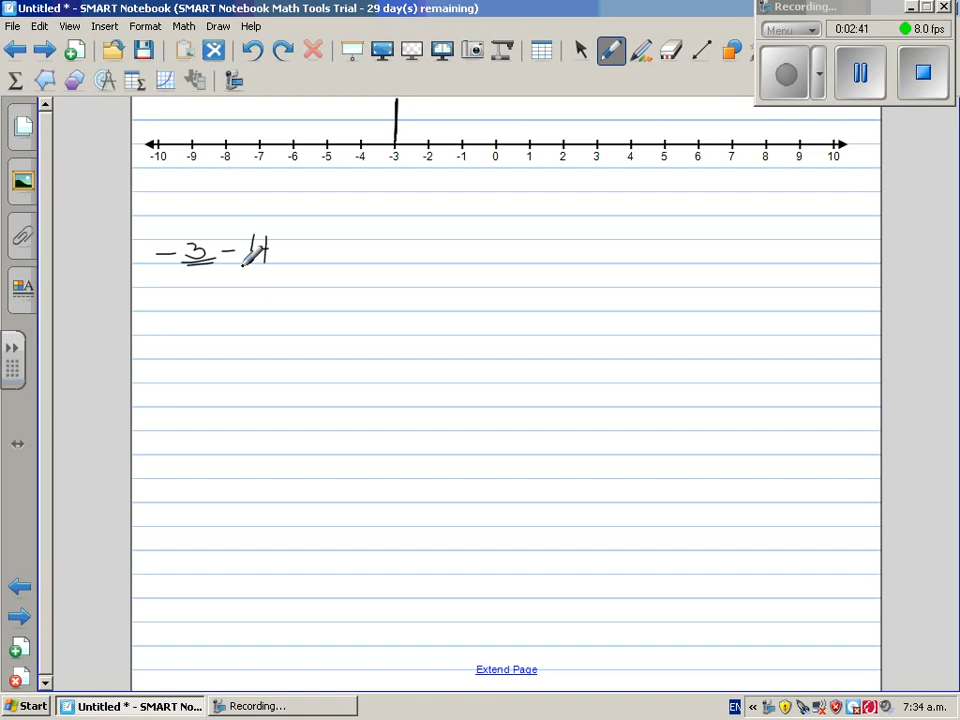 Untitled * - SMART Notebook (SMART Notebook Math Tools Trial - 29 day(s) remaining)
Recording...
File Edit View Insert Format Math Draw Help
Menu 0:02:41 8.0 fps
-10 -9 -8 -7 -6 -5 -4 -3 -2 -1 0 1 2 3 4 5 6 7 8 9 10
- 3 - 4
Extend Page
Start Untitled * - SMART No... Recording... EN « 7:34 a.m.